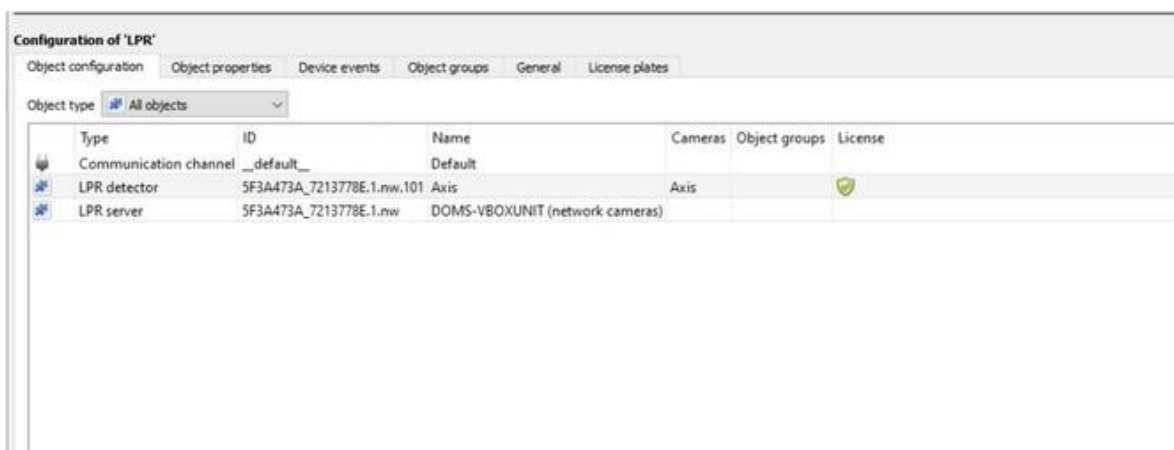 Configuration of 'LPR'
Object configuration Object properties Device events Object groups General License plates
Object type All objects
Type ID Name Cameras Object groups License
Communication channel __default__ Default
LPR detector 5F3A473A_7213778E.1.nw.101 Axis Axis
LPR server 5F3A473A_7213778E.1.nw DOMS-VBOXUNIT (network cameras)